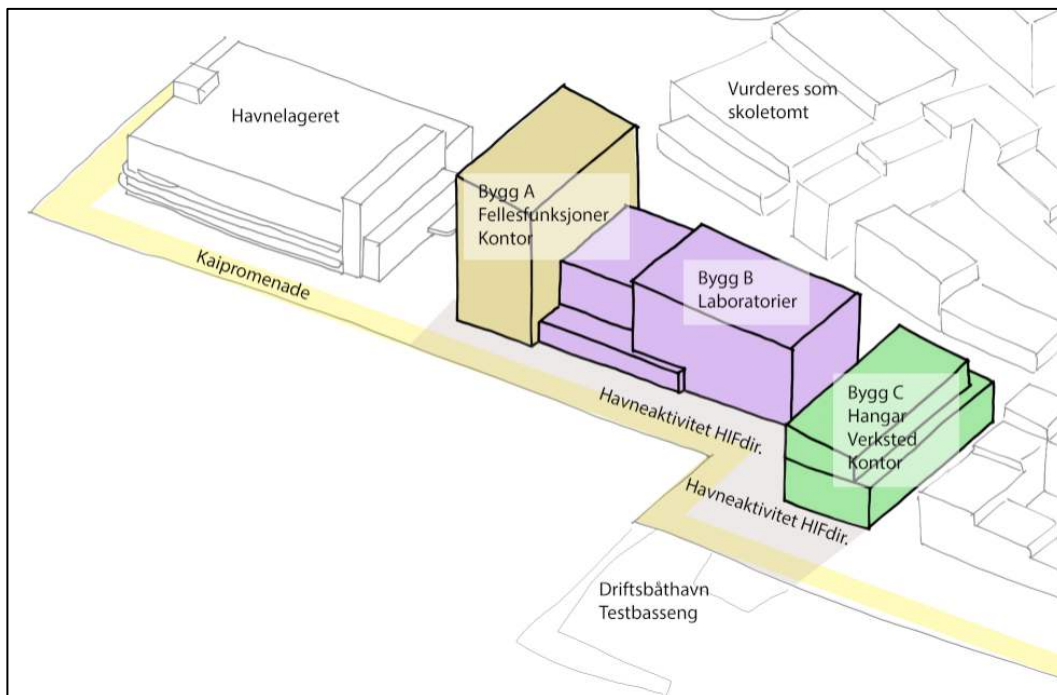 Havnelageret
Vurderes som
skoletomt
Bygg A
Fellesfunksjoner
Kontor
Bygg B
Laboratorier
Kaipromenade
Bygg C
Hangar
Verksted
Kontor
Havneaktivitet HIFdir.
Havneaktivitet HIFdir.
Driftsbåthavn
Testbasseng